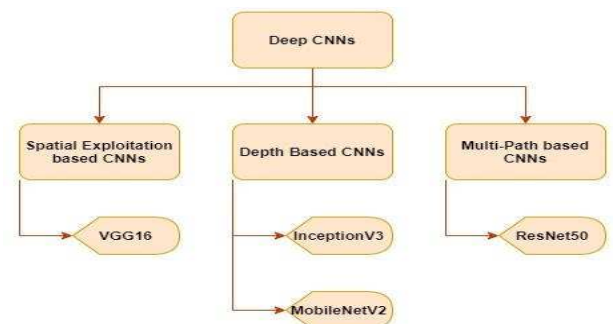 Deep CNNs
Spatial Exploitation
based CNNs
Depth Based CNNs
Multi-Path based
CNNs
VGG16
InceptionV3
ResNet50
MobileNetV2